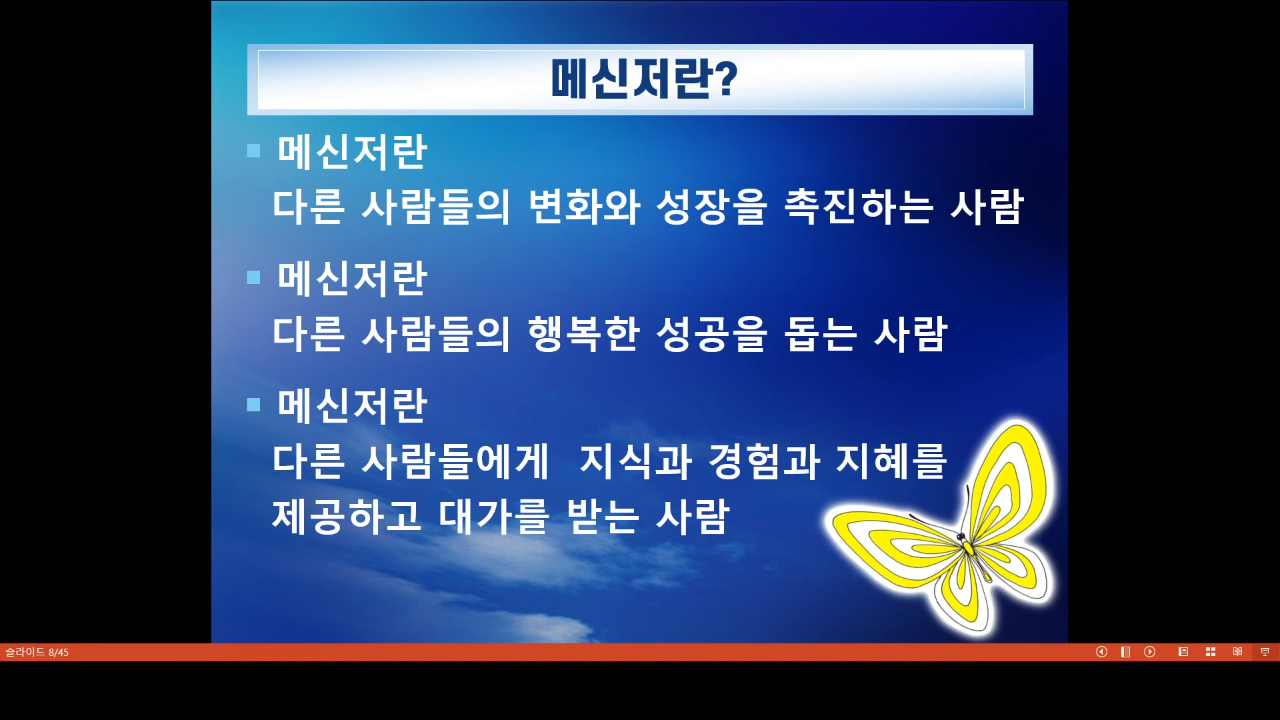 메신저란?
메신저란
다른 사람들의 변화와 성장을 촉진하는 사람
메신저란
다른 사람들의 행복한 성공을 돕는 사람
메신저란
다른 사람들에게 지식과 경험과 지혜를
제공하고 대가를 받는 사람
슬라이드 8/45